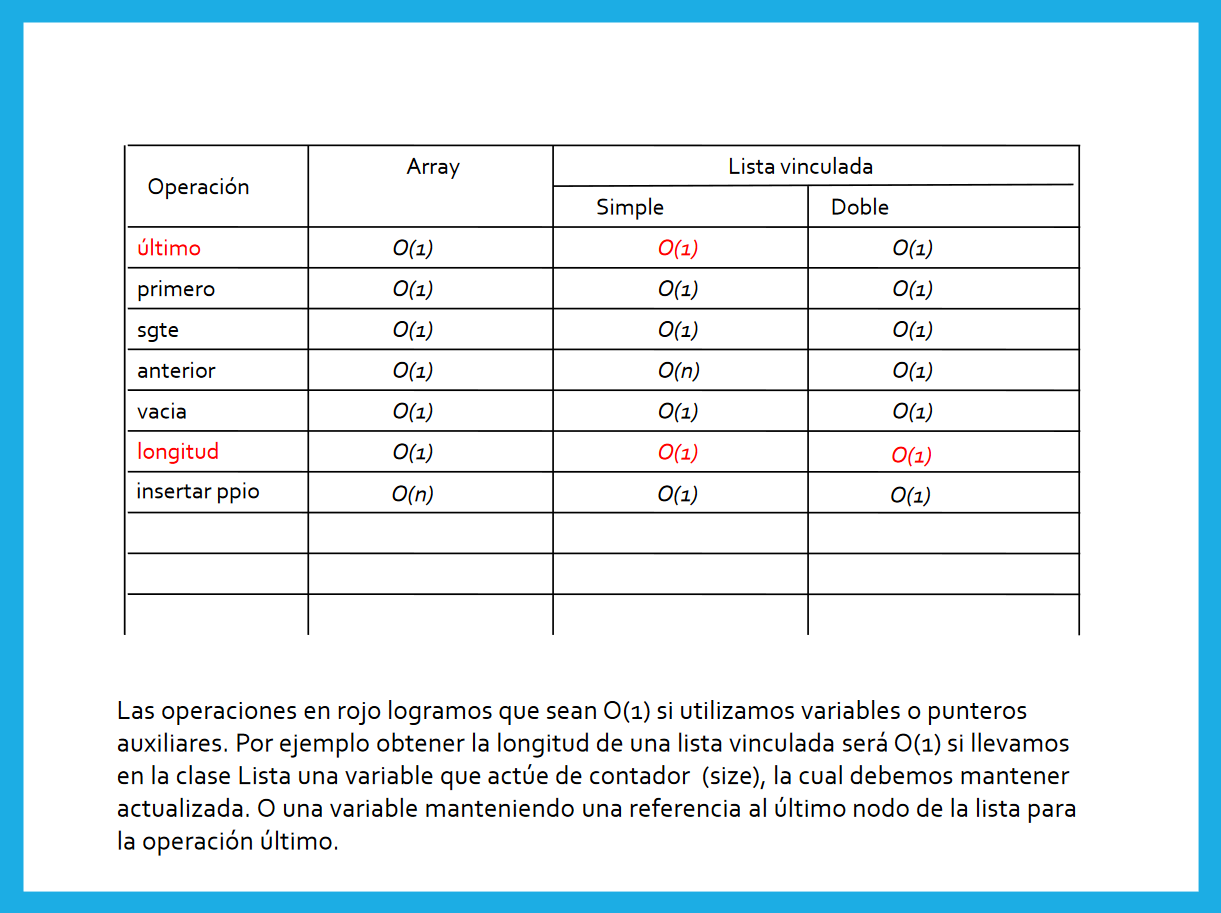 Operación Array Lista vinculada
Simple Doble
último O(1) O(1) O(1)
primero O(1) O(1) O(1)
sgte O(1) O(1) O(1)
anterior O(1) O(n) O(1)
vacia O(1) O(1) O(1)
longitud O(1) O(1) O(1)
insertar ppio O(n) O(1) O(1)
Las operaciones en rojo logramos que sean O(1) si utilizamos variables o punteros
auxiliares. Por ejemplo obtener la longitud de una lista vinculada será O(1) si llevamos
en la clase Lista una variable que actúe de contador (size), la cual debemos mantener
actualizada. O una variable manteniendo una referencia al último nodo de la lista para
la operación último.